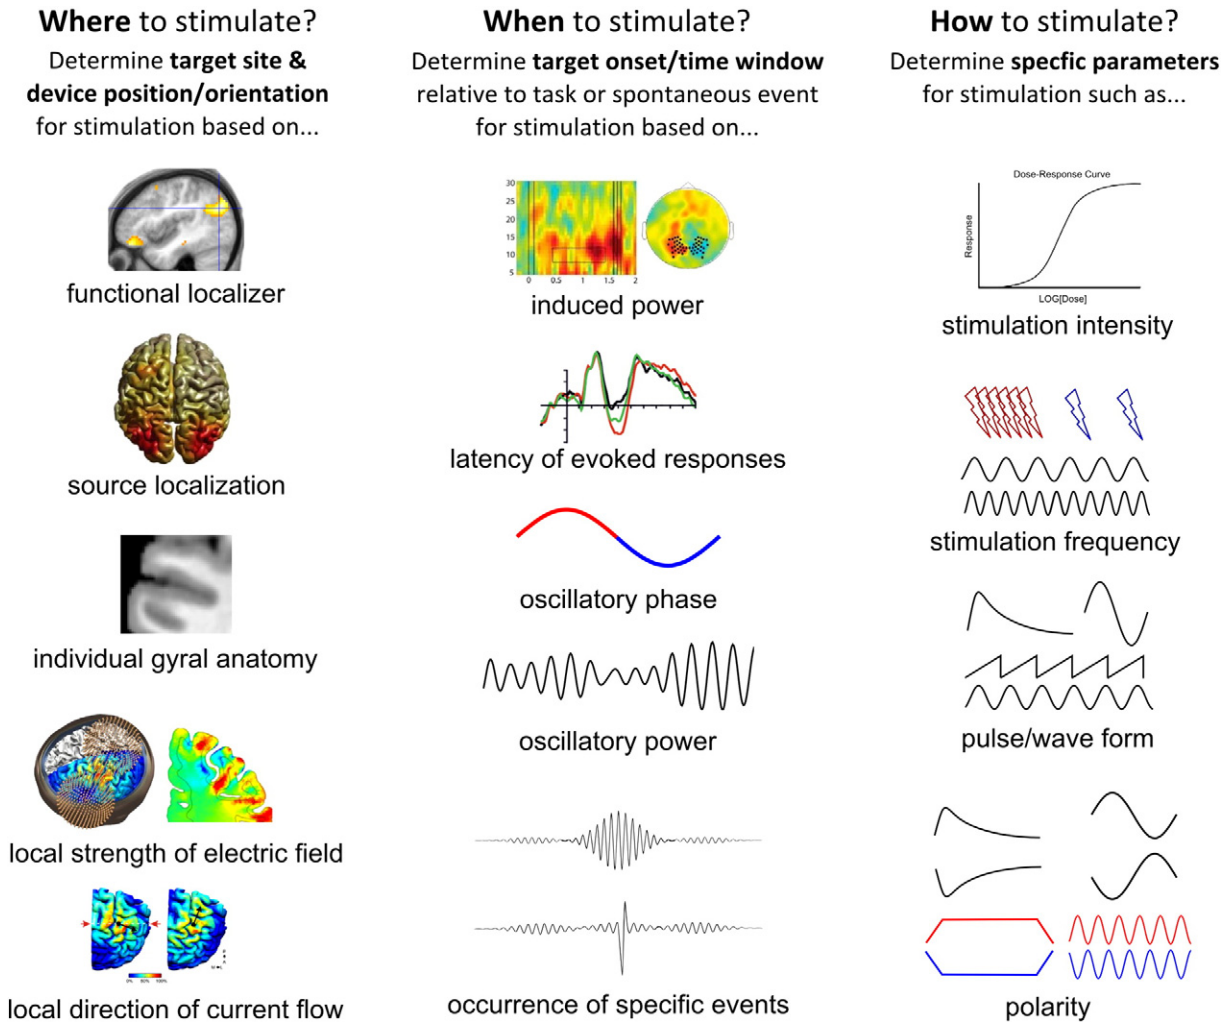 Where to stimulate?
Determine target site &
device position/orientation
for stimulation based on...
functional localizer
source localization
individual gyral anatomy
local strength of electric field
0% 50% 100%
local direction of current flow
When to stimulate?
Determine target onset/time window
relative to task or spontaneous event
for stimulation based on...
30
25
20
15
10
5
0 0.5 1 1.5 2
induced power
latency of evoked responses
oscillatory phase
oscillatory power
occurrence of specific events
How to stimulate?
Determine specfic parameters
for stimulation such as...
Dose-Response Curve
Response
LOG[Dose]
stimulation intensity
stimulation frequency
pulse/wave form
polarity